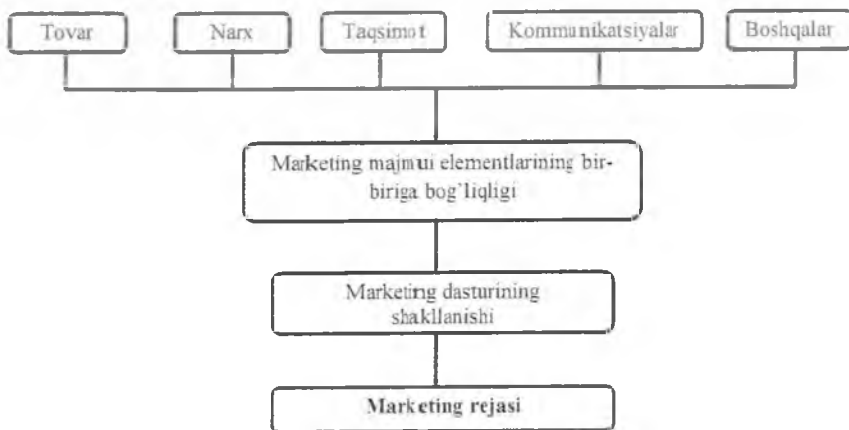 Tovar
Narx
Taqsimot
Kommunikatsiyalar
Boshqalar
Marketing majmui elementlarining bir-
biriga bog`liqligi
Marketing dasturining
shakllanishi
Marketing rejasi